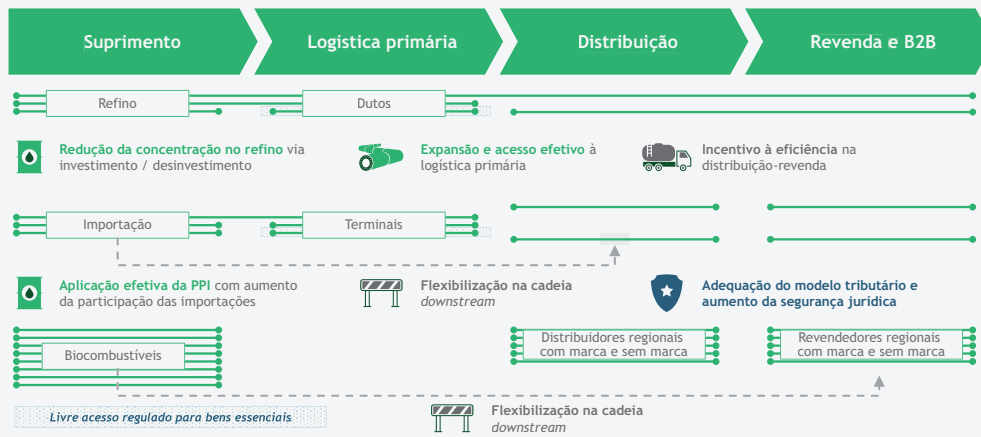 Suprimento
Logística primária
Distribuição
Revenda e B2B
Refino
Dutos
Redução da concentração no refino via
investimento / desinvestimento
Expansão e acesso efetivo à
logística primária
Incentivo à eficiência na
distribuição-revenda
Importação
Terminais
Aplicação efetiva da PPI com aumento
da participação das importações
Flexibilização na cadeia
downstream
Adequação do modelo tributário e
aumento da segurança jurídica
Biocombustíveis
Distribuidores regionais
com marca e sem marca
Revendedores regionais
com marca e sem marca
Livre acesso regulado para bens essenciais
Flexibilização na cadeia
downstream